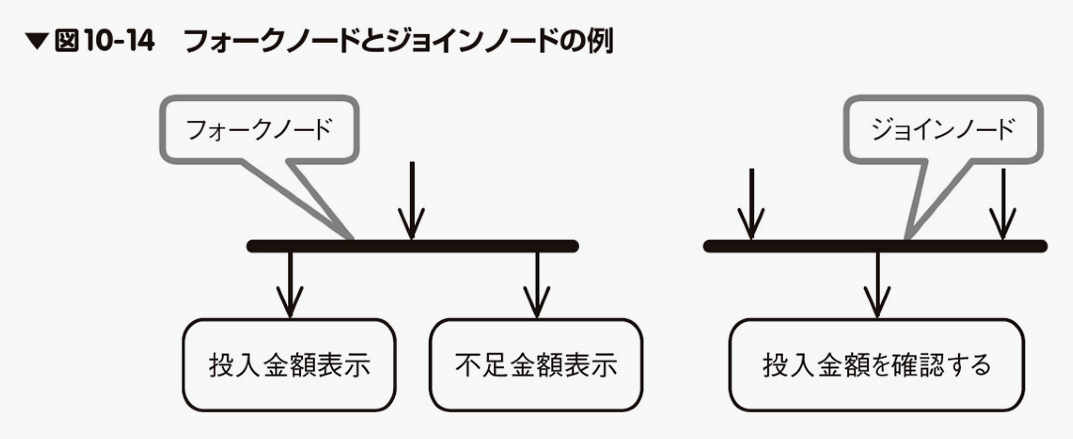 ▼図10-14　フォークノードとジョインノードの例
フォークノード
ジョインノード
投入金額表示
不足金額表示
投入金額を確認する